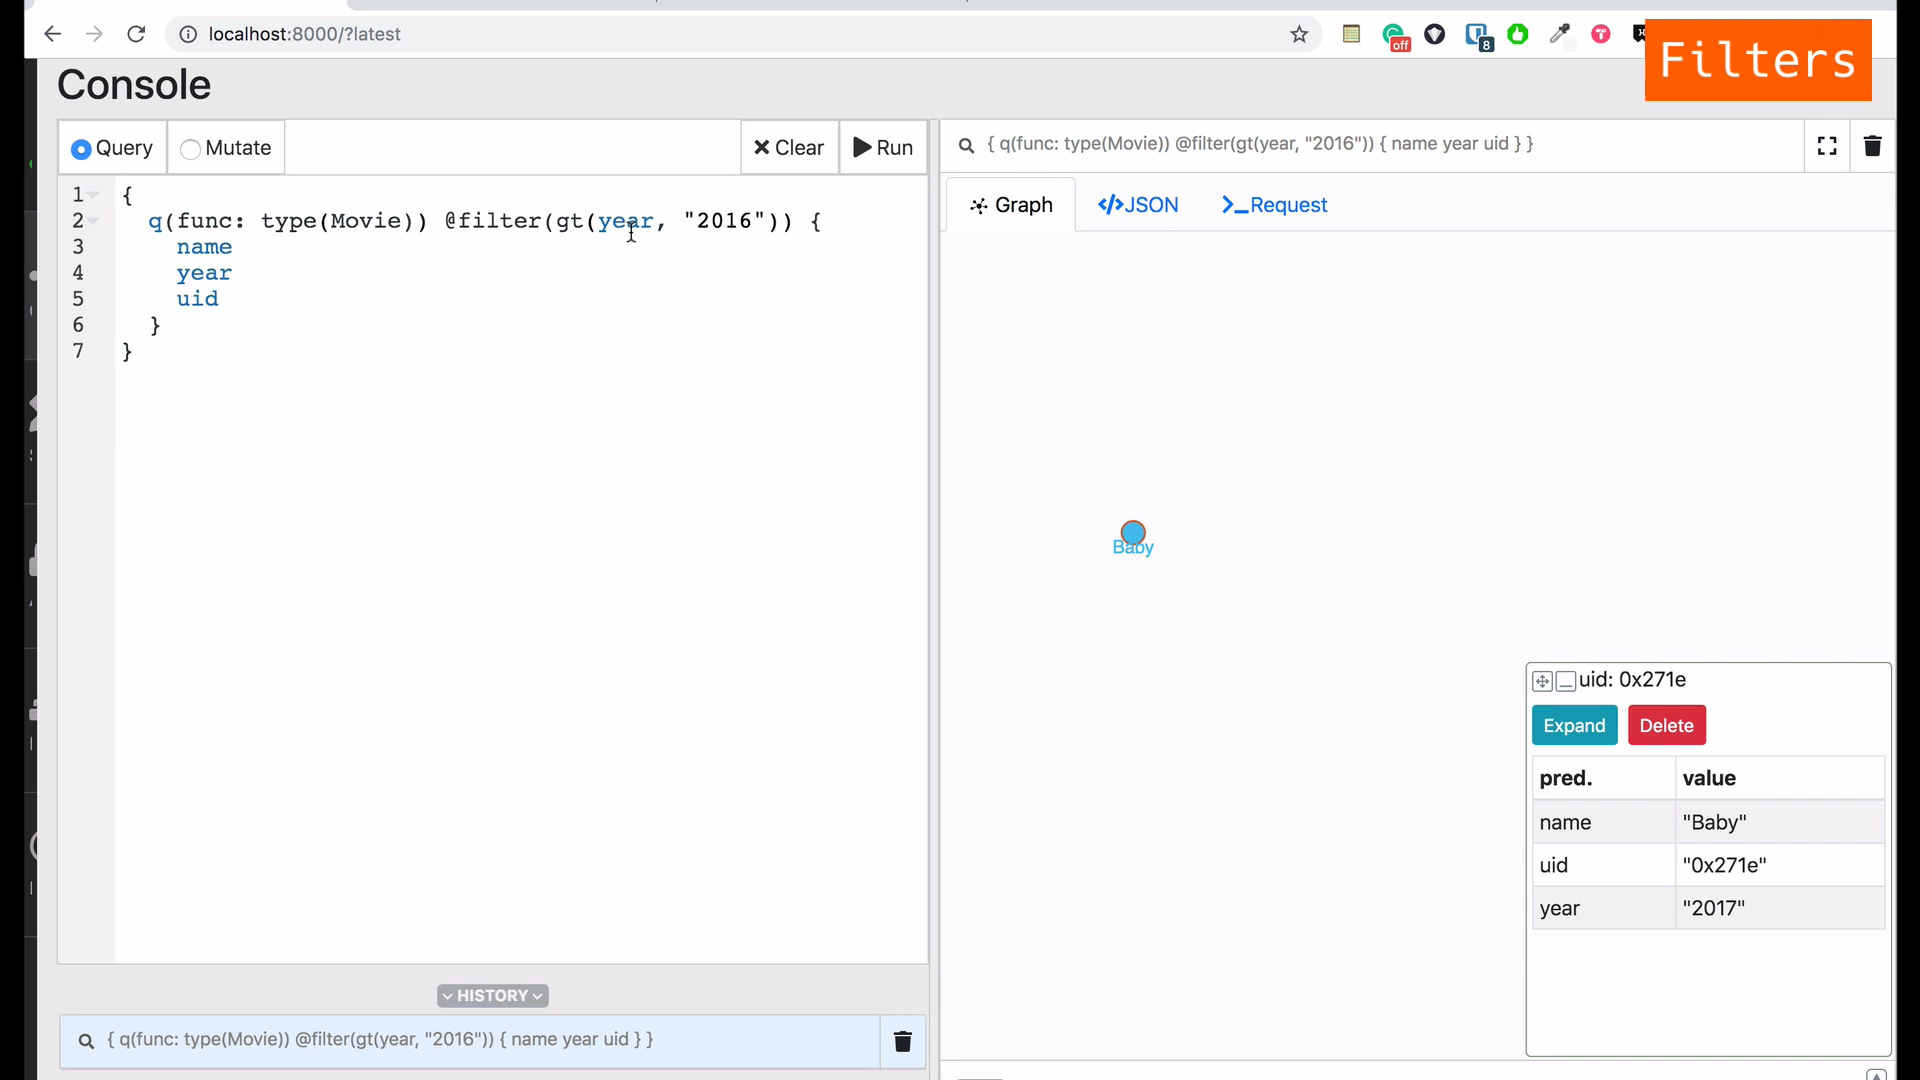 localhost:8000/?latest
off
8
Filters
Console
Query
Mutate
Clear
Run
1 {
2 q(func: type(Movie)) @filter(gt(year, "2016")) {
3 name
4 year
5 uid
6 }
7 }
HISTORY
{ q(func: type(Movie)) @filter(gt(year, "2016")) { name year uid } }
{ q(func: type(Movie)) @filter(gt(year, "2016")) { name year uid } }
Graph
</>JSON
>_Request
Baby
uid: 0x271e
Expand Delete
pred. value
name "Baby"
uid "0x271e"
year "2017"